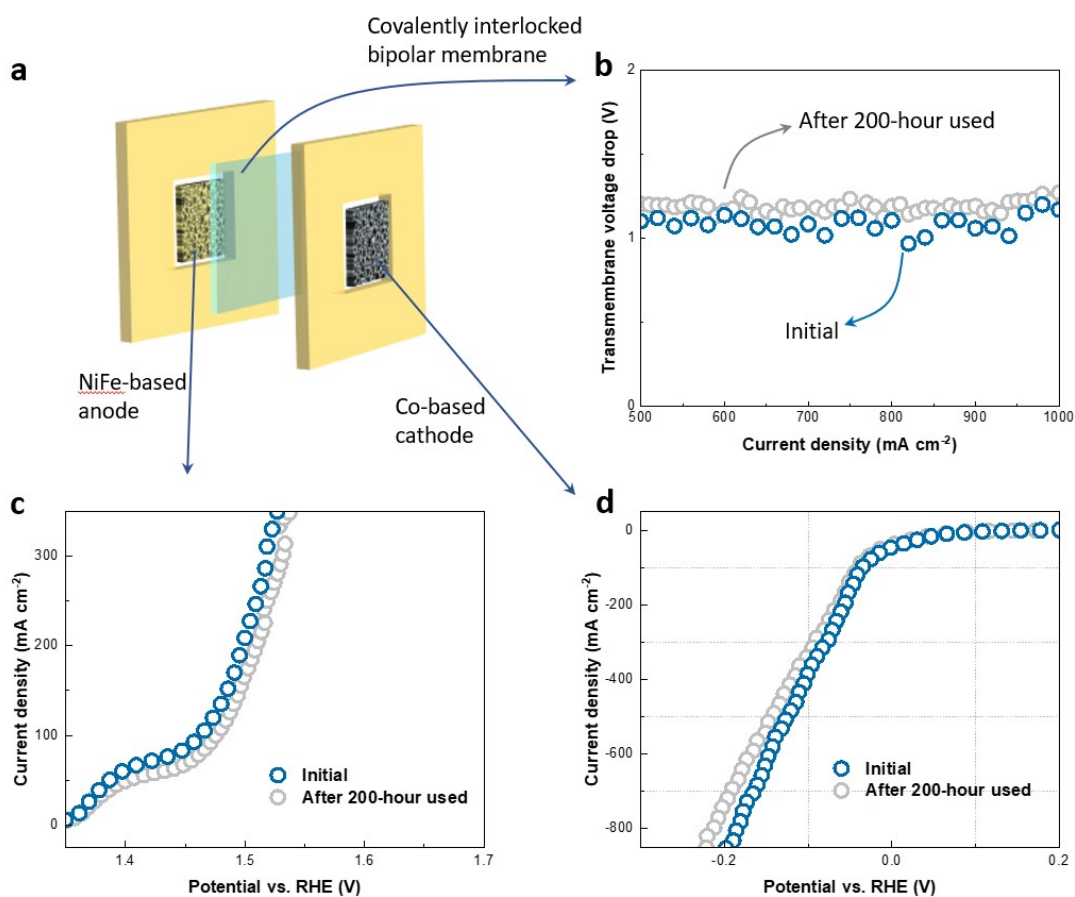 a
Covalently interlocked
bipolar membrane
NiFe-based
anode
Co-based
cathode
b
2
1
0
Transmembrane voltage drop (V)
After 200-hour used
Initial
500 600 700 800 900 1000
Current density (mA cm-2)
c
300
200
100
0
Current density (mA cm-2)
Initial
After 200-hour used
1.4 1.5 1.6 1.7
Potential vs. RHE (V)
d
0
-200
-400
-600
-800
Current density (mA cm-2)
Initial
After 200-hour used
-0.2 0.0 0.2
Potential vs. RHE (V)